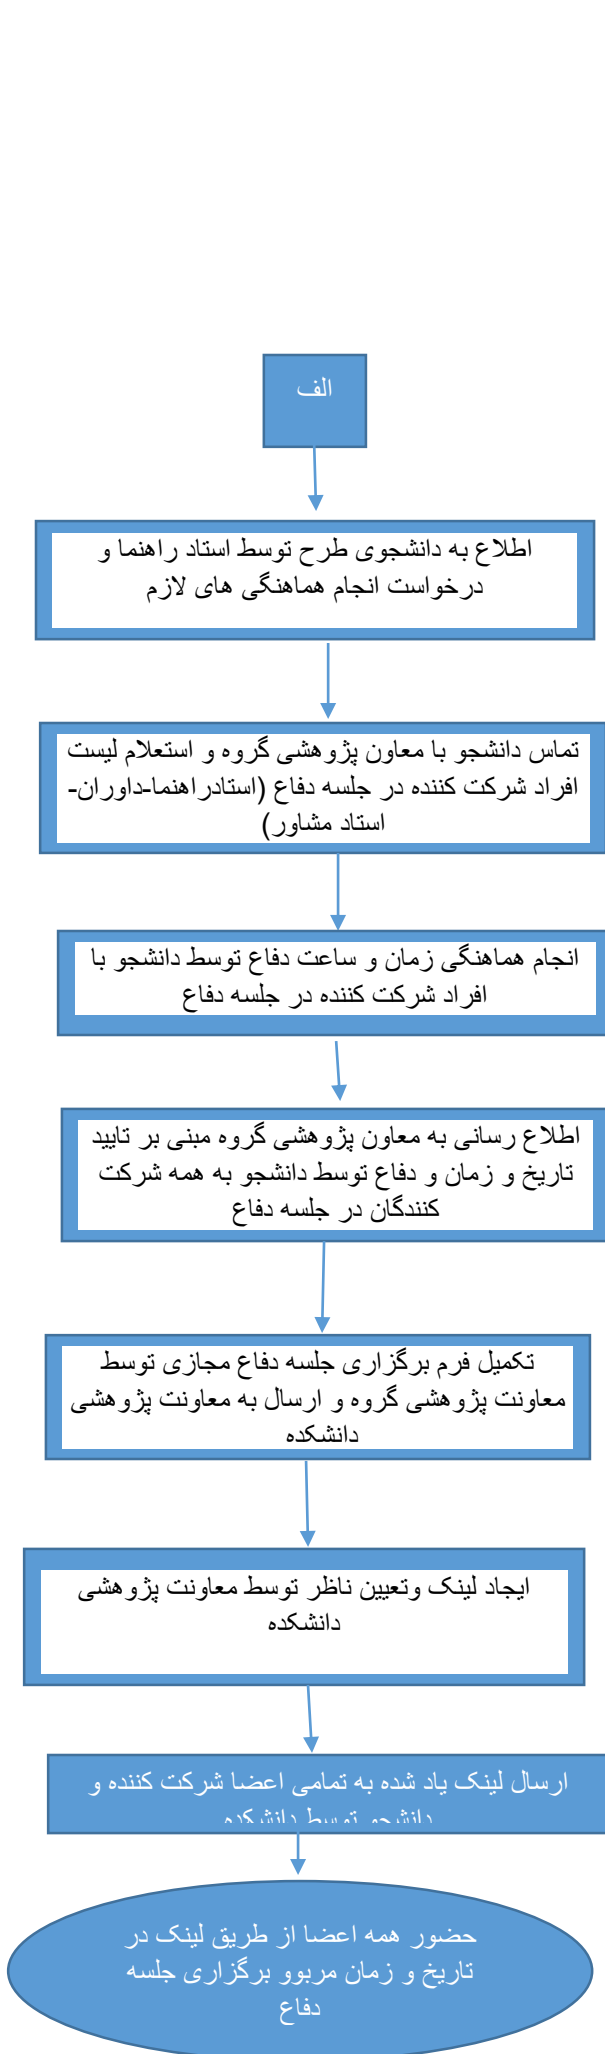 الف
اطلاع به دانشجوی طرح توسط استاد راهنما و
درخواست انجام هماهنگی های لازم
تماس دانشجو با معاون پژوهشی گروه و استعلام لیست
افراد شرکت کننده در جلسه دفاع (استادراهنما-داوران-
استاد مشاور)
انجام هماهنگی زمان و ساعت دفاع توسط دانشجو با
افراد شرکت کننده در جلسه دفاع
اطلاع رسانی به معاون پژوهشی گروه مبنی بر تایید
تاریخ و زمان و دفاع توسط دانشجو به همه شرکت
کنندگان در جلسه دفاع
تکمیل فرم برگزاری جلسه دفاع مجازی توسط
معاونت پژوهشی گروه و ارسال به معاونت پژوهشی
دانشکده
ایجاد لینک وتعیین ناظر توسط معاونت پژوهشی
دانشکده
ارسال لینک یاد شده به تمامی اعضا شرکت کننده و
دانشجو توسط دانشکده
حضور همه اعضا از طریق لینک در
تاریخ و زمان مربوو برگزاری جلسه
دفاع